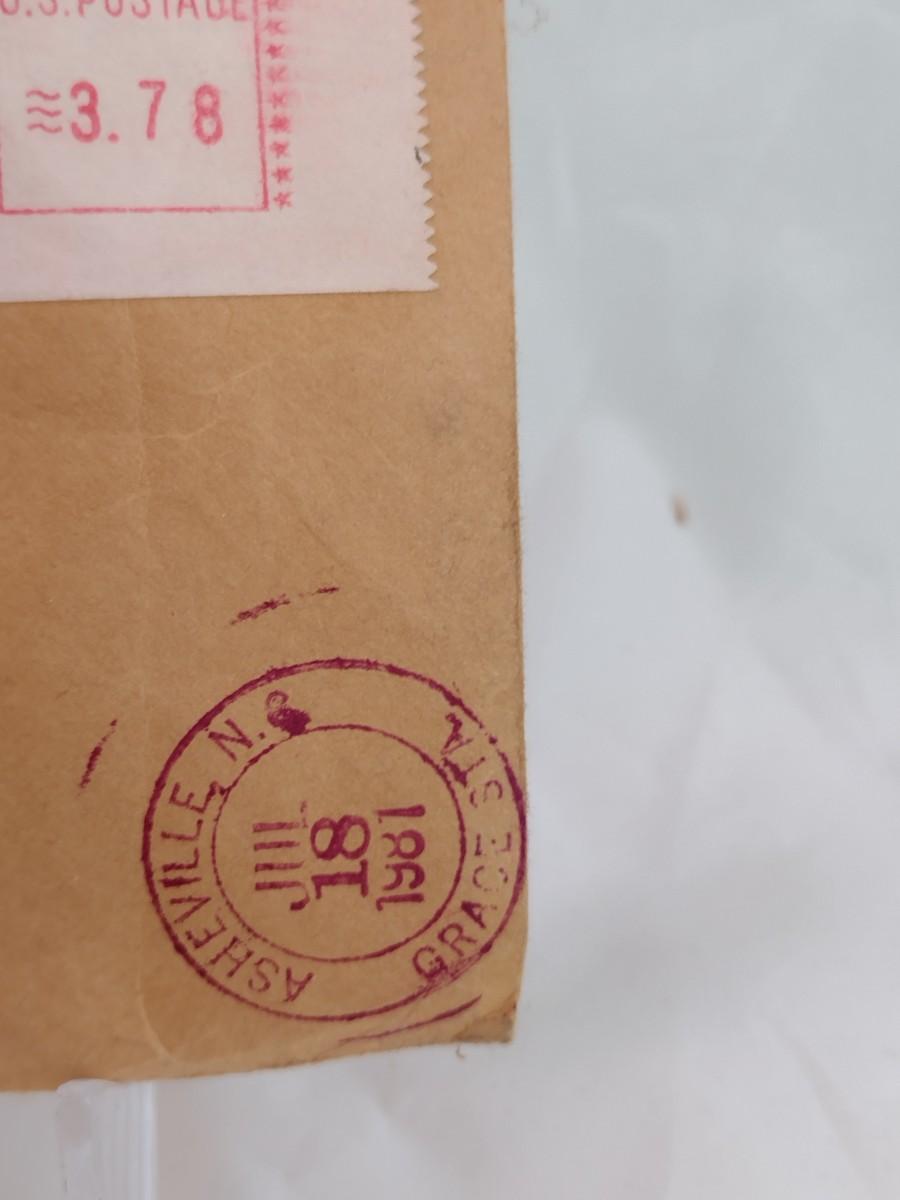 U.S.POSTAGE
3.78
ASHEVILLE, N.C.
JUL
18
1981
GRACE STA